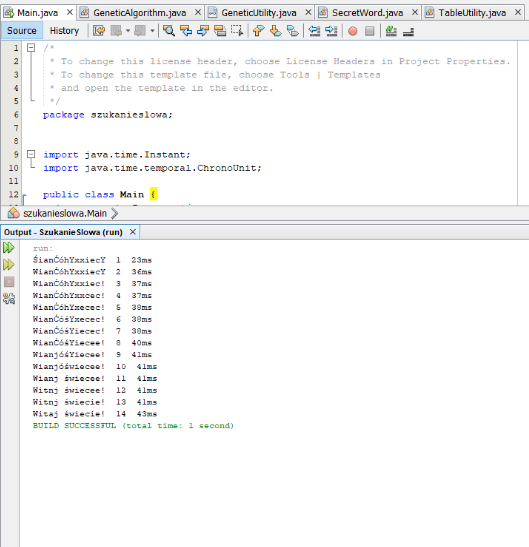 Main.java GeneticAlgorithm.java GeneticUtility.java SecretWord.java TableUtility.java
Source History
1 /*
2 * To change this license header, choose License Headers in Project Properties.
3 * To change this template file, choose Tools | Templates
4 * and open the template in the editor.
5 */
6 package szukanieslowa;
7
8
9 import java.time.Instant;
10 import java.time.temporal.ChronoUnit;
11
12 public class Main {
szukanieslowa.Main
Output - SzukanieSlowa (run)
run:
ŚianĆóhYxxiecY 1 23ms
WianĆóhYxxiecY 2 36ms
WianĆóhYxxiec! 3 37ms
WianĆóhYxxcec! 4 37ms
WianĆóhYxecec! 5 38ms
WianĆóśYxecec! 6 38ms
WianĆóśYiecec! 7 38ms
WianĆóśYiecee! 8 40ms
WianjóśYiecee! 9 41ms
Wianjóświecee! 10 41ms
Wianj świecee! 11 41ms
Witnj świecee! 12 41ms
Witnj świecie! 13 41ms
Witaj świecie! 14 43ms
BUILD SUCCESSFUL (total time: 1 second)